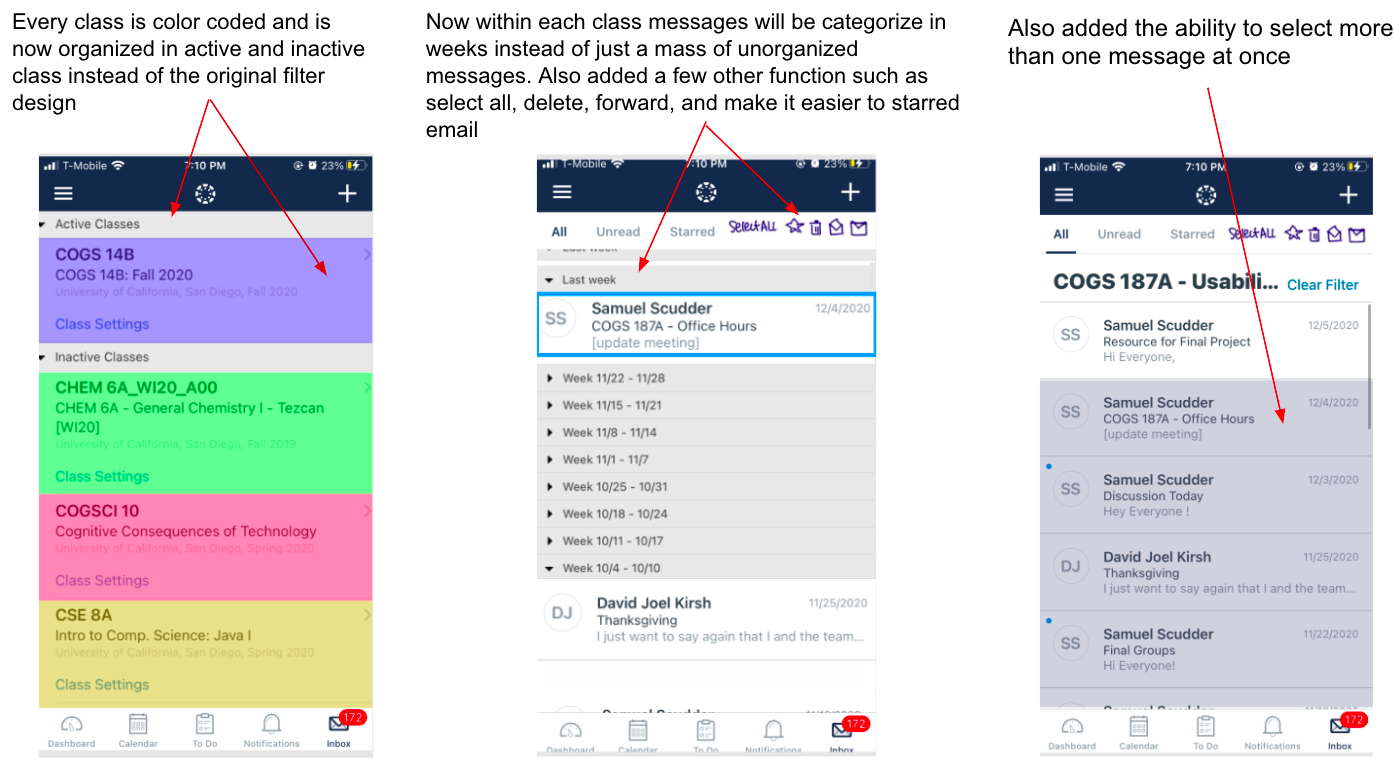 Every class is color coded and is
now organized in active and inactive
class instead of the original filter
design
Now within each class messages will be categorize in
weeks instead of just a mass of unorganized
messages. Also added a few other function such as
select all, delete, forward, and make it easier to starred
email
Also added the ability to select more
than one message at once
T-Mobile 7:10 PM 23%
Active Classes
COGS 14B
COGS 14B: Fall 2020
University of California, San Diego, Fall 2020
Class Settings
Inactive Classes
CHEM 6A_WI20_A00
CHEM 6A - General Chemistry I - Tezcan
[WI20]
University of California, San Diego, Fall 2019
Class Settings
COGSCI 10
Cognitive Consequences of Technology
University of California, San Diego, Spring 2020
Class Settings
CSE 8A
Intro to Comp. Science: Java I
University of California, San Diego, Spring 2020
Class Settings
172
Dashboard Calendar To Do Notifications Inbox
T-Mobile 7:10 PM 23%
All Unread Starred Select ALL
Last week
Last week
SS
Samuel Scudder 12/4/2020
COGS 187A - Office Hours
[update meeting]
Week 11/22 - 11/28
Week 11/15 - 11/21
Week 11/8 - 11/14
Week 11/1 - 11/7
Week 10/25 - 10/31
Week 10/18 - 10/24
Week 10/11 - 10/17
Week 10/4 - 10/10
DJ
David Joel Kirsh 11/25/2020
Thanksgiving
I just want to say again that I and the team...
Samuel Scudder
172
Dashboard Calendar To Do Notifications Inbox
T-Mobile 7:10 PM 23%
All Unread Starred Select ALL
COGS 187A - Usabili... Clear Filter
SS
Samuel Scudder 12/5/2020
Resource for Final Project
Hi Everyone,
SS
Samuel Scudder 12/4/2020
COGS 187A - Office Hours
[update meeting]
SS
Samuel Scudder 12/3/2020
Discussion Today
Hey Everyone !
DJ
David Joel Kirsh 11/25/2020
Thanksgiving
I just want to say again that I and the team...
SS
Samuel Scudder 11/22/2020
Final Groups
Hi Everyone!
Samuel Scudder
172
Dashboard Calendar To Do Notifications Inbox